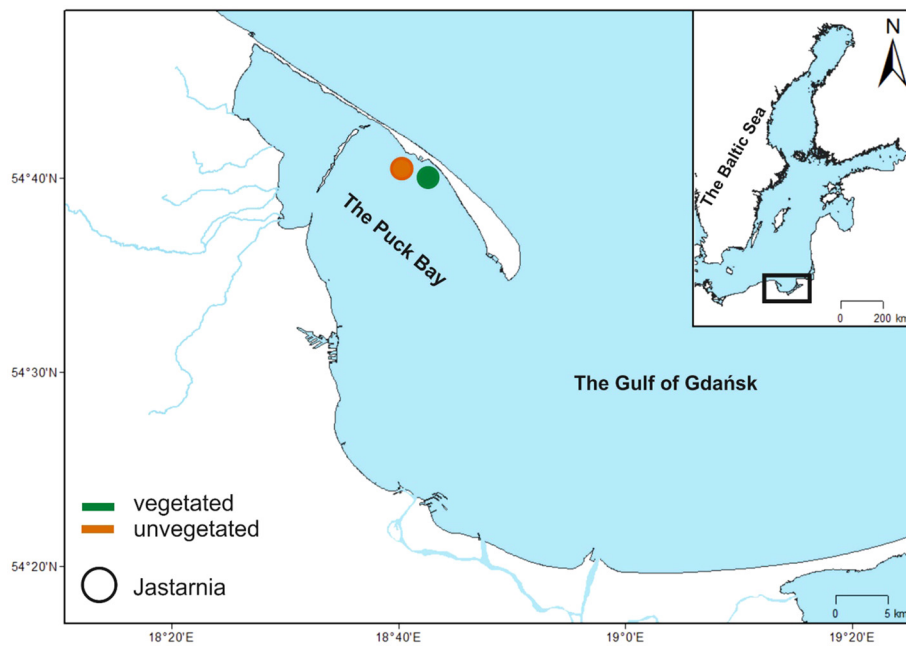 N
The Baltic Sea
0 200 km
54°40'N
The Puck Bay
54°30'N
The Gulf of Gdańsk
vegetated
unvegetated
54°20'N
Jastarnia
0 5 km
18°20'E
18°40'E
19°0'E
19°20'E